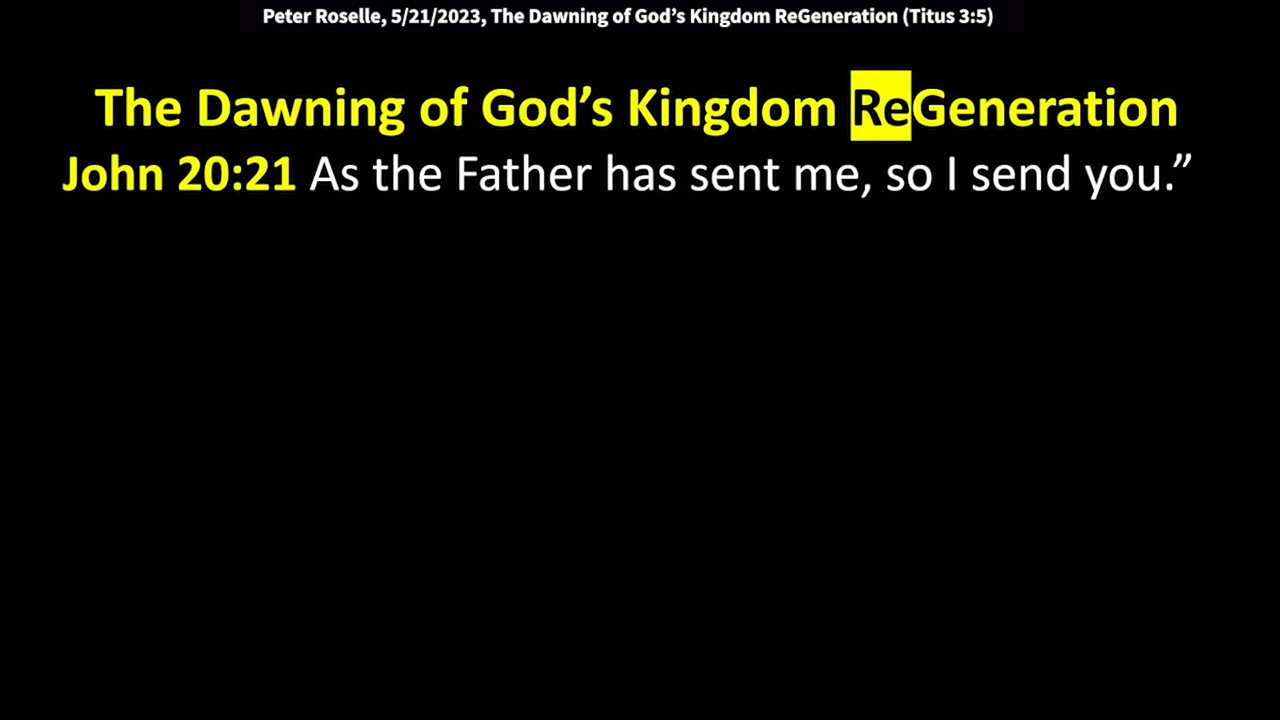 Peter Roselle, 5/21/2023, The Dawning of God’s Kingdom ReGeneration (Titus 3:5)
The Dawning of God’s Kingdom ReGeneration
John 20:21 As the Father has sent me, so I send you.”